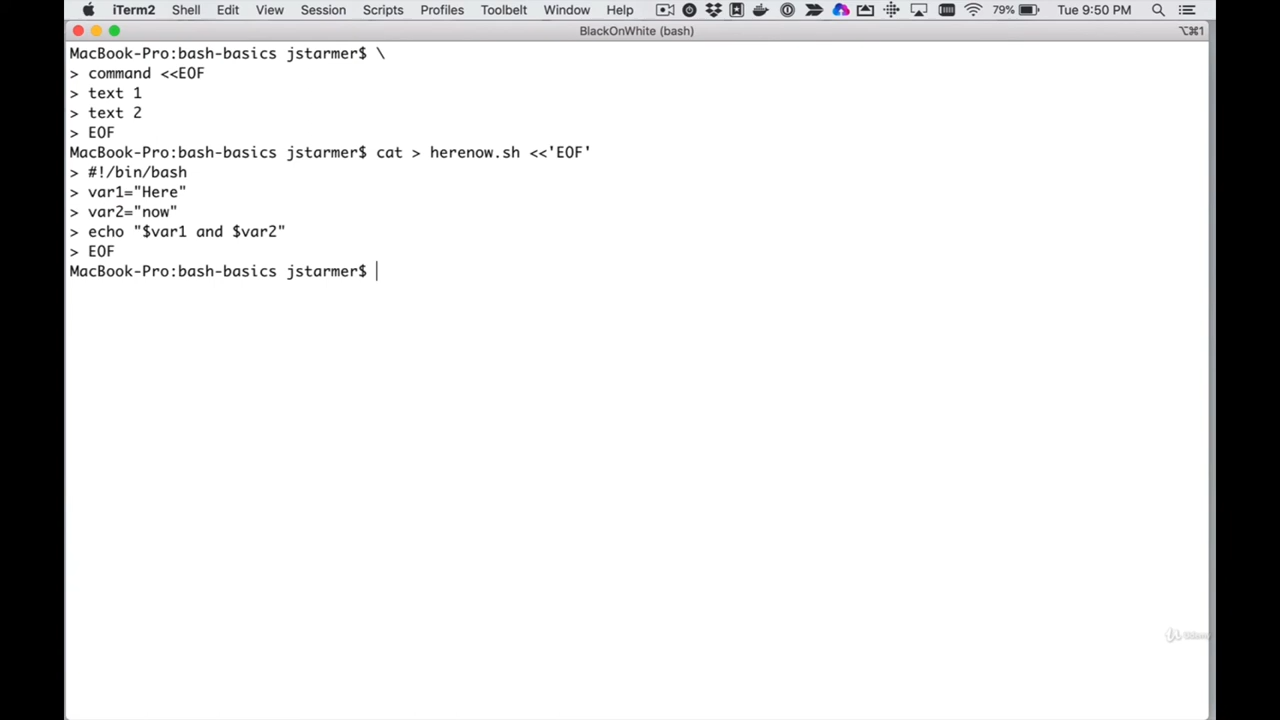 iTerm2 Shell Edit View Session Scripts Profiles Toolbelt Window Help 79% Tue 9:50 PM
BlackOnWhite (bash) ⌥⌘1
MacBook-Pro:bash-basics jstarmer$ \
> command <<EOF
> text 1
> text 2
> EOF
MacBook-Pro:bash-basics jstarmer$ cat > herenow.sh <<'EOF'
> #!/bin/bash
> var1="Here"
> var2="now"
> echo "$var1 and $var2"
> EOF
MacBook-Pro:bash-basics jstarmer$
Udemy